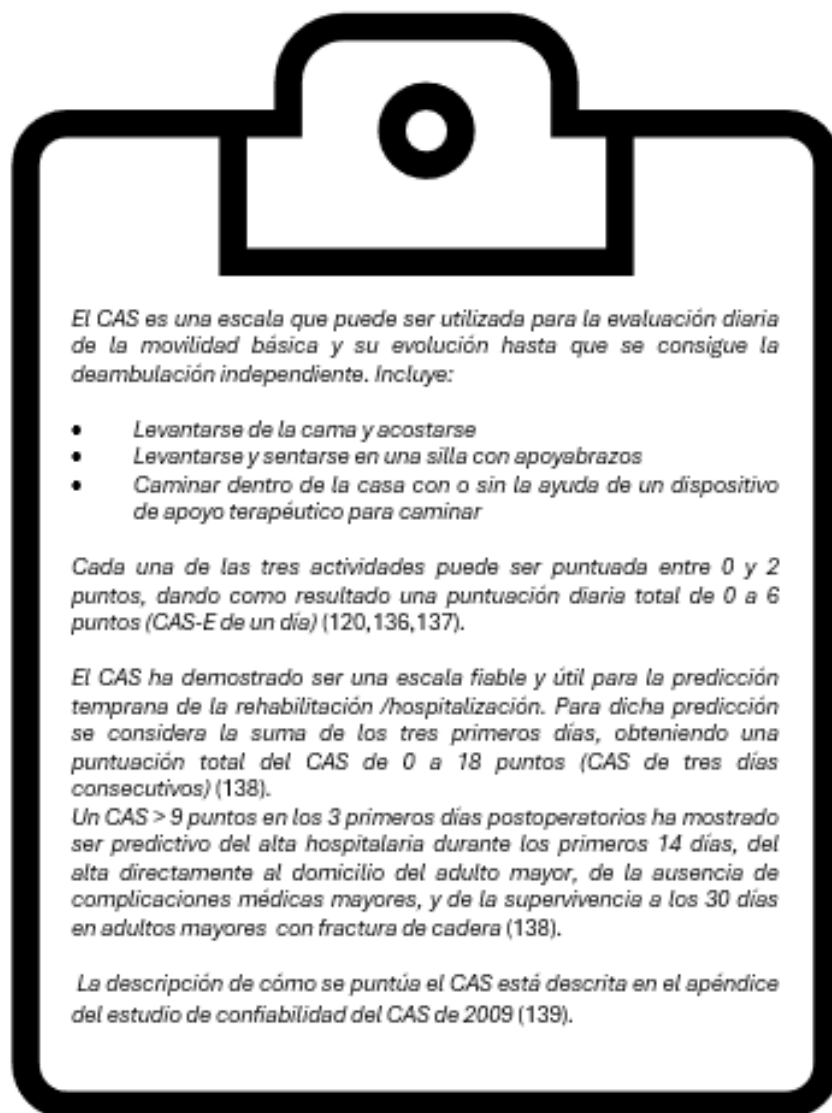 El CAS es una escala que puede ser utilizada para la evaluación diaria
de la movilidad básica y su evolución hasta que se consigue la
deambulación independiente. Incluye:
• Levantarse de la cama y acostarse
• Levantarse y sentarse en una silla con apoyabrazos
• Caminar dentro de la casa con o sin la ayuda de un dispositivo
de apoyo terapéutico para caminar
Cada una de las tres actividades puede ser puntuada entre 0 y 2
puntos, dando como resultado una puntuación diaria total de 0 a 6
puntos (CAS-E de un día) (120,136,137).
El CAS ha demostrado ser una escala fiable y útil para la predicción
temprana de la rehabilitación /hospitalización. Para dicha predicción
se considera la suma de los tres primeros días, obteniendo una
puntuación total del CAS de 0 a 18 puntos (CAS de tres días
consecutivos) (138).
Un CAS > 9 puntos en los 3 primeros días postoperatorios ha mostrado
ser predictivo del alta hospitalaria durante los primeros 14 días, del
alta directamente al domicilio del adulto mayor, de la ausencia de
complicaciones médicas mayores, y de la supervivencia a los 30 días
en adultos mayores con fractura de cadera (138).
La descripción de cómo se puntúa el CAS está descrita en el apéndice
del estudio de confiabilidad del CAS de 2009 (139).